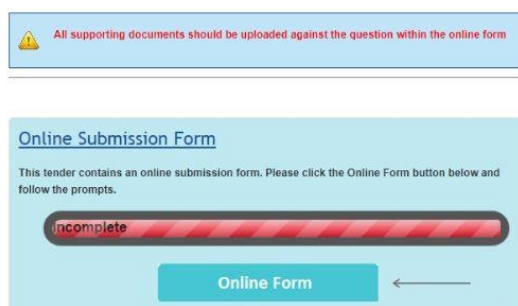 All supporting documents should be uploaded against the question within the online form
Online Submission Form
This tender contains an online submission form. Please click the Online Form button below and
follow the prompts.
Incomplete
Online Form